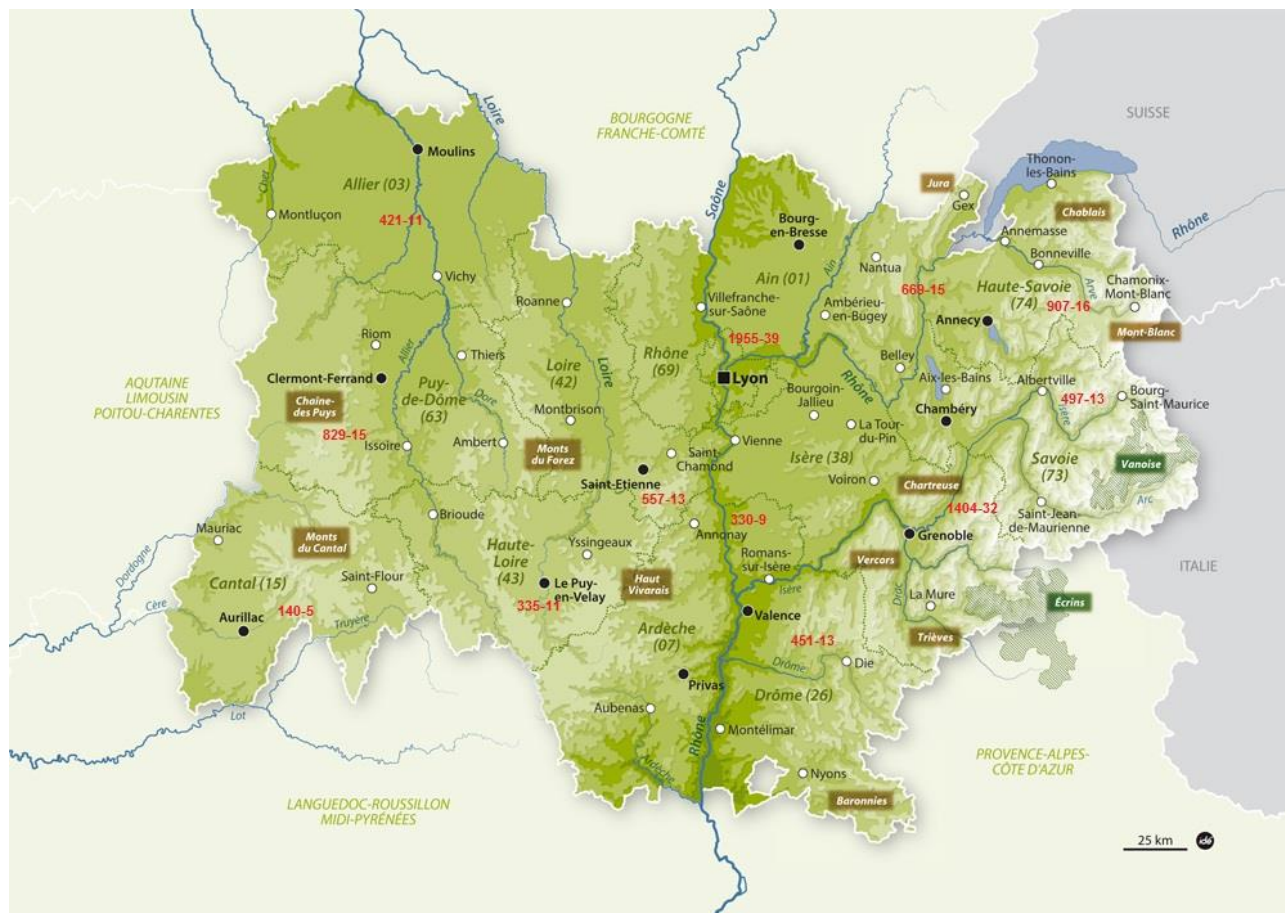 SUISSE
BOURGOGNE
FRANCHE-COMTÉ
Loire
Moulins
Allier (03)
421-11
Cher
Montluçon
Vichy
Saône
Bourg-
en-Bresse
Ain (01)
Ain
Jura
Gex
Thonon-
les-Bains
Chablais
Rhône
Annemasse
Bonneville
Nantua
669-15
Haute-Savoie
(74)
907-16
Arve
Chamonix-
Mont-Blanc
Mont-Blanc
Annecy
Roanne
Villefranche-
sur-Saône
Ambérieu-
en-Bugey
1955-39
Riom
Allier
Thiers
Clermont-Ferrand
Puy-
de-Dôme
(63)
Dore
Loire
(42)
Loire
Rhône
(69)
Lyon
Belley
Rhône
Aix-les-Bains
Albertville
497-13
Bourg-
Saint-Maurice
Isère
AQUTAINE
LIMOUSIN
POITOU-CHARENTES
Chaîne-
des Puys
829-15
Issoire
Ambert
Montbrison
Monts
du Forez
Bourgoin-
Jallieu
La Tour-
du-Pin
Chambéry
Vienne
Saint-
Chamond
Saint-Etienne
557-13
Isère (38)
Voiron
Chartreuse
1404-32
Savoie
(73)
Vanoise
Arc
Saint-Jean-
de-Maurienne
Mauriac
Monts
du Cantal
Brioude
Haute-
Loire
(43)
Yssingeaux
Annonay
330-9
Romans-
sur-Isère
Isère
Vercors
Grenoble
Drac
La Mure
Écrins
Trièves
ITALIE
Dordogne
Cère
Cantal (15)
Saint-Flour
140-5
Aurillac
Truyère
Le Puy-
en-Velay
335-11
Haut
Vivarais
Ardèche
(07)
Valence
451-13
Die
Drôme
Privas
Drôme (26)
Aubenas
Ardèche
Rhône
Montélimar
Nyons
Baronnies
Lot
LANGUEDOC-ROUSSILLON
MIDI-PYRÉNÉES
PROVENCE-ALPES-
CÔTE D'AZUR
25 km
idé